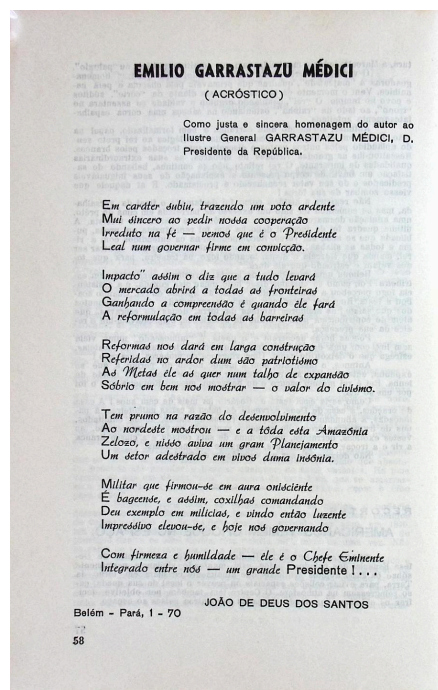 EMILIO GARRASTAZÚ MÉDICI
(ACRÓSTICO)
Como justa e sincera homenagem do autor ao
Ilustre General GARRASTAZU MÉDICI, D.
Presidente da República.
Em caráter subiu, trazendo um voto ardente
Mui sincero ao pedir nossa cooperação
Irreduto na fé — vemos que é o Presidente
Leal num governar firme em convicção.
Impacto" assim o diz que a tudo levará
O mercado abrirá a todas as fronteiras
Ganhando a compreensão é quando êle fará
A reformulação em todas as barreiras
Reformas nos dará em larga construção
Referidas no ardor dum são patriotismo
As Metas êle as quer num talho de expansão
Sóbrio em bem nos mostrar — o valor do civismo.
Tem prumo na razão do desenvolvimento
Ao nordeste mostrou — e a tôda esta Amazônia
Zelozo, e nisso aviva um gram Planejamento
Um setor adestrado em vivos duma insônia.
Militar que firmou-se em aura onisciênte
É bageense, e assim, coxilhas comandando
Deu exemplo em milícias, e vindo então luzente
Impressivo elevou-se, e hoje nos governando
Com firmeza e humildade — êle é o Chefe Eminente
Integrado entre nós — um grande Presidente ! . . .
JOÃO DE DEUS DOS SANTOS
Belém - Pará, 1 - 70
58